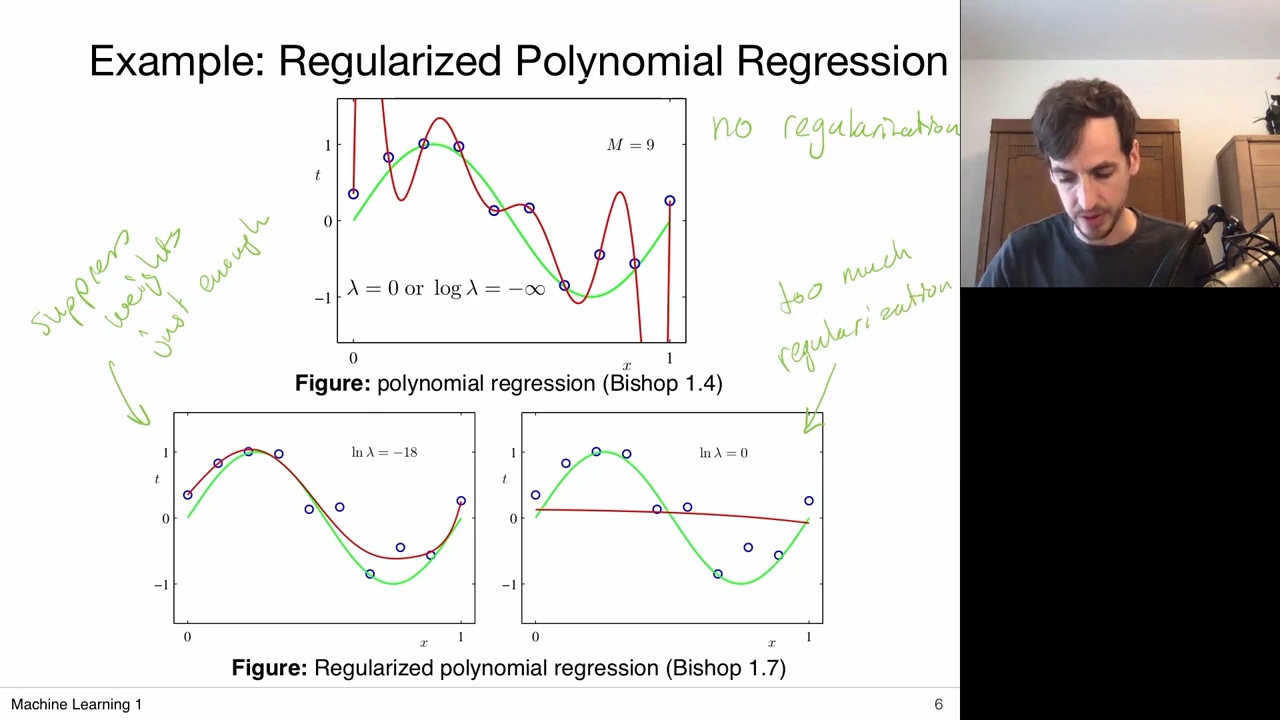 Example: Regularized Polynomial Regression
no regularization
M = 9
1
t
0
−1
λ = 0 or log λ = −∞
0
x
1
Figure: polynomial regression (Bishop 1.4)
suppress
weights
just enough
too much
regularization
ln λ = −18
1
t
0
−1
0
x
1
ln λ = 0
1
t
0
−1
0
x
1
Figure: Regularized polynomial regression (Bishop 1.7)
Machine Learning 1
6